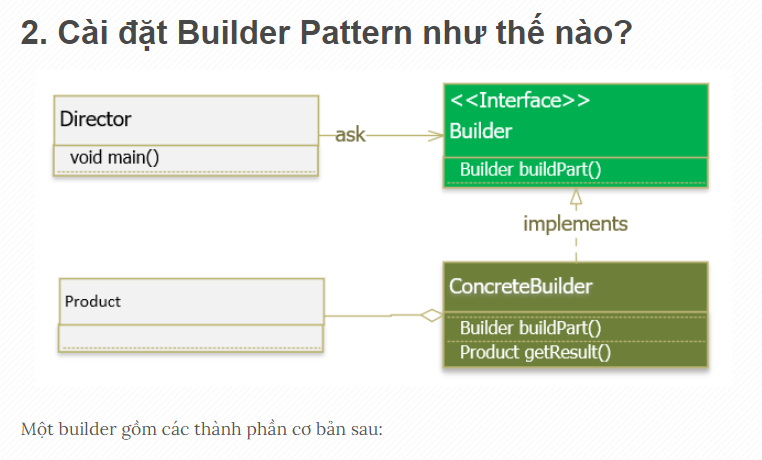 2. Cài đặt Builder Pattern như thế nào?
Director
void main()
ask
<<Interface>>
Builder
Builder buildPart()
implements
Product
ConcreteBuilder
Builder buildPart()
Product getResult()
Một builder gồm các thành phần cơ bản sau: